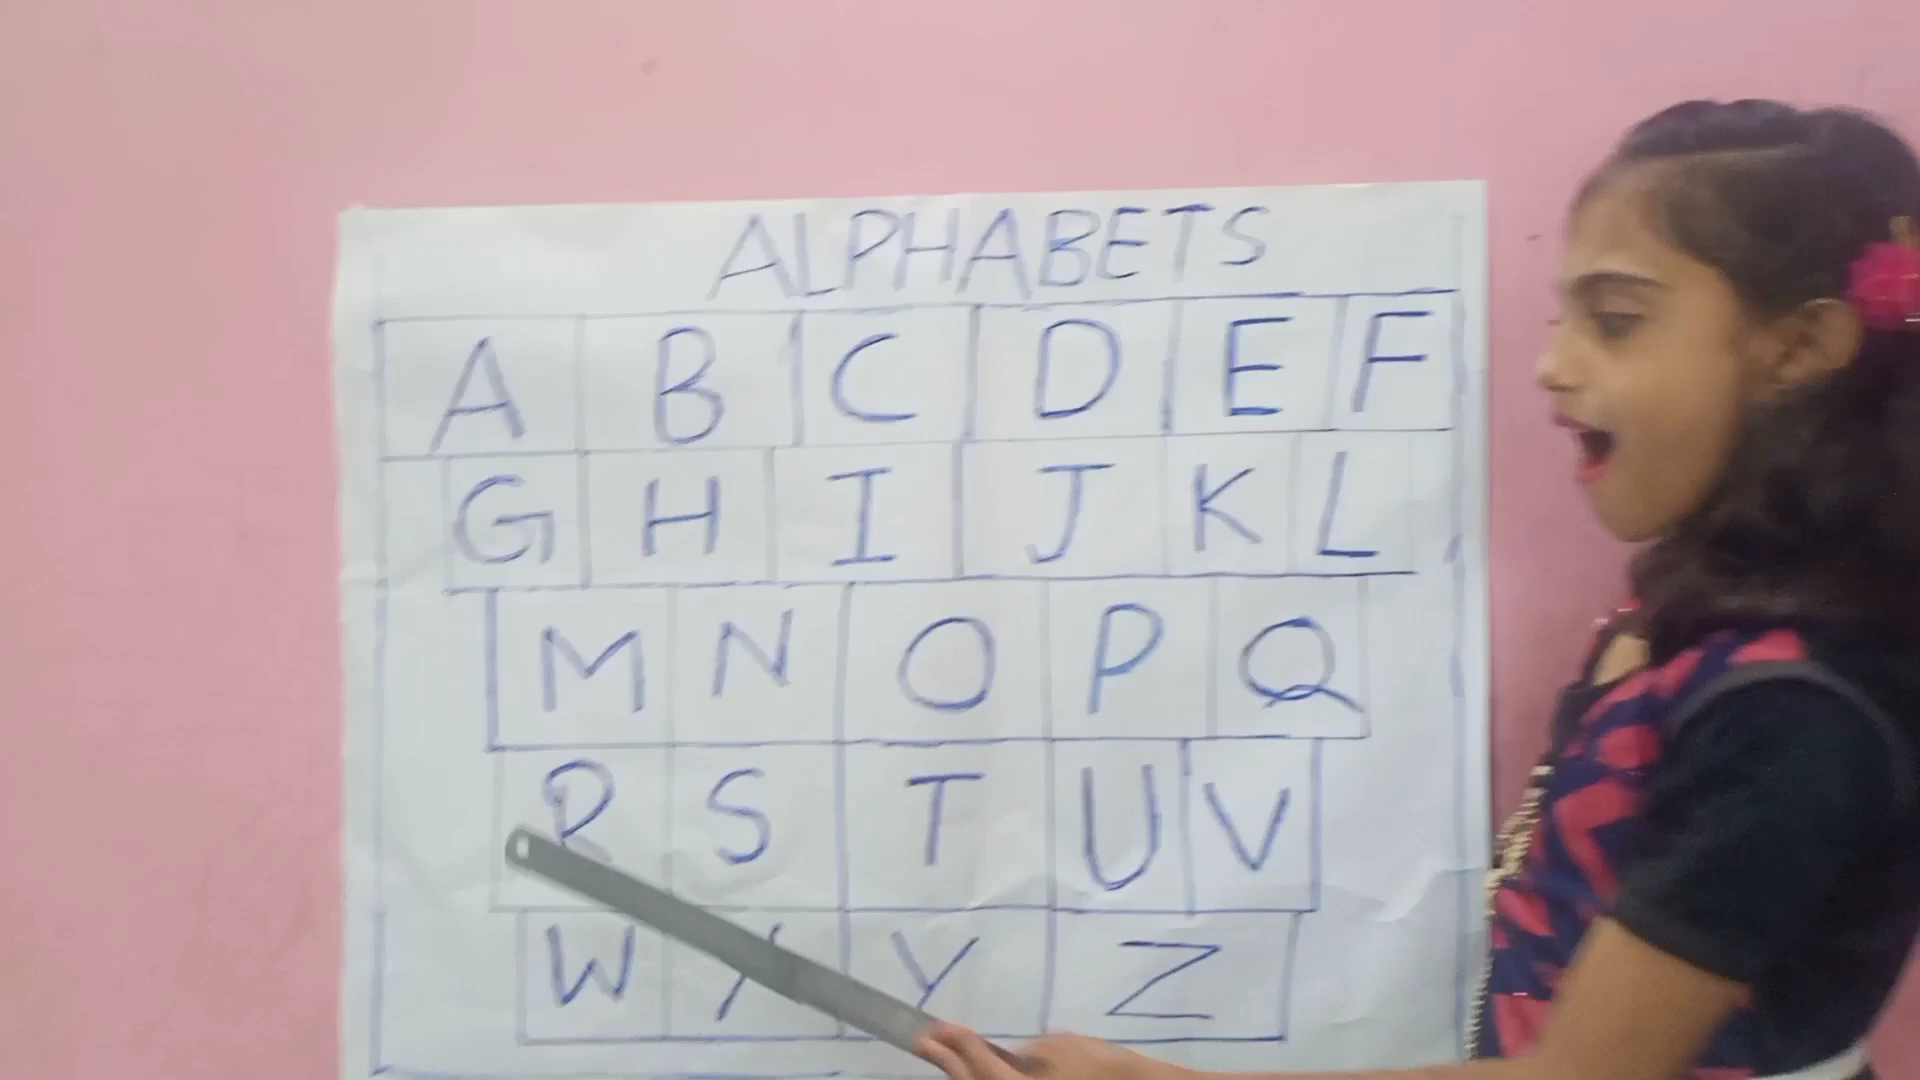 ALPHABETS
A B C D E F
G H I J K L
M N O P Q
R S T U V
W X Y Z